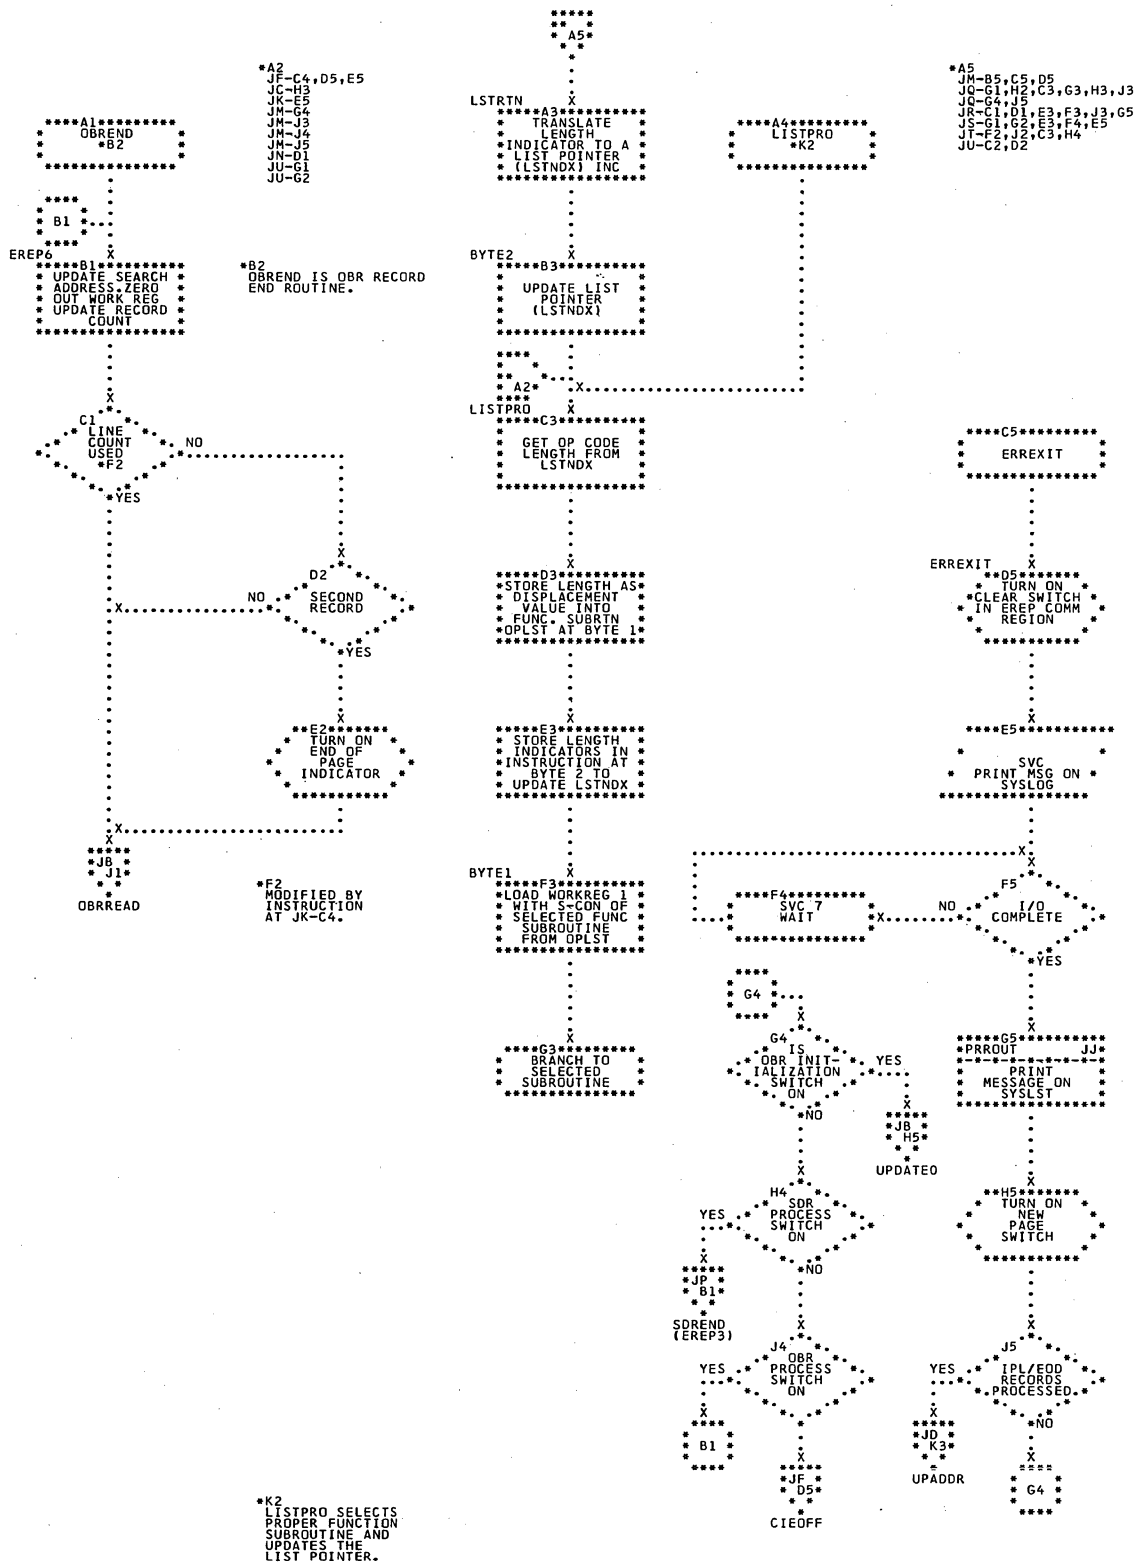 A5
*A2
JF-C4,D5,E5
JC-H3
JK-E5
JM-G4
JM-J3
JM-J4
JM-J5
JN-D1
JU-G1
JU-G2
*A5
JM-B5,C5,D5
JQ-G1,H2,C3,G3,H3,J3
JQ-G4,J5
JR-C1,D1,E3,F3,J3,G5
JS-G1,G2,E3,F4,E5
JT-F2,J2,C3,H4
JU-C2,D2
A1
OBREND
*B2
LSTRTN
A3
TRANSLATE
LENGTH
INDICATOR TO A
LIST POINTER
(LSTNDX) INC
A4
LISTPRO
*K2
B1
EREP6
B1
UPDATE SEARCH
ADDRESS.ZERO
OUT WORK REG
UPDATE RECORD
COUNT
*B2
OBREND IS OBR RECORD
END ROUTINE.
BYTE2
B3
UPDATE LIST
POINTER
(LSTNDX)
A2
LISTPRO
C3
GET OP CODE
LENGTH FROM
LSTNDX
C1
LINE
COUNT
USED
*F2
NO
YES
C5
ERREXIT
D2
SECOND
RECORD
NO
YES
D3
STORE LENGTH AS
DISPLACEMENT
VALUE INTO
FUNC. SUBRTN
OPLST AT BYTE 1
ERREXIT
D5
TURN ON
CLEAR SWITCH
IN EREP COMM
REGION
E2
TURN ON
END OF
PAGE
INDICATOR
E3
STORE LENGTH
INDICATORS IN
INSTRUCTION AT
BYTE 2 TO
UPDATE LSTNDX
E5
SVC
PRINT MSG ON
SYSLOG
JB
J1
OBRREAD
*F2
MODIFIED BY
INSTRUCTION
AT JK-C4.
BYTE1
F3
LOAD WORKREG 1
WITH S-CON OF
SELECTED FUNC
SUBROUTINE
FROM OPLST
F4
SVC 7
WAIT
F5
I/O
COMPLETE
NO
YES
G4
G3
BRANCH TO
SELECTED
SUBROUTINE
G4
IS
OBR INIT-
IALIZATION
SWITCH
ON
YES
NO
G5
PRROUT JJ
PRINT
MESSAGE ON
SYSLST
JB
H5
UPDATEO
H4
SDR
PROCESS
SWITCH
ON
YES
NO
H5
TURN ON
NEW
PAGE
SWITCH
JP
B1
SDREND
(EREP3)
J4
OBR
PROCESS
SWITCH
ON
YES
J5
IPL/EOD
RECORDS
PROCESSED
YES
NO
B1
JF
D5
CIEOFF
JD
K3
UPADDR
G4
*K2
LISTPRO SELECTS
PROPER FUNCTION
SUBROUTINE AND
UPDATES THE
LIST POINTER.